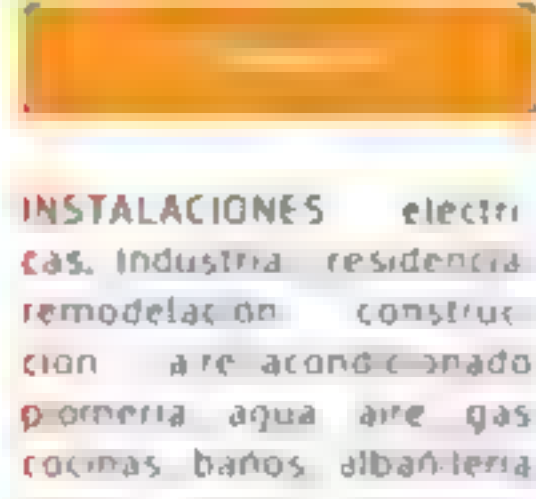 INSTALACIONES electri
cas, industria residencia
remodelacion construc
cion aire acondicionado
plomeria agua aire gas
cocinas baños albañileria